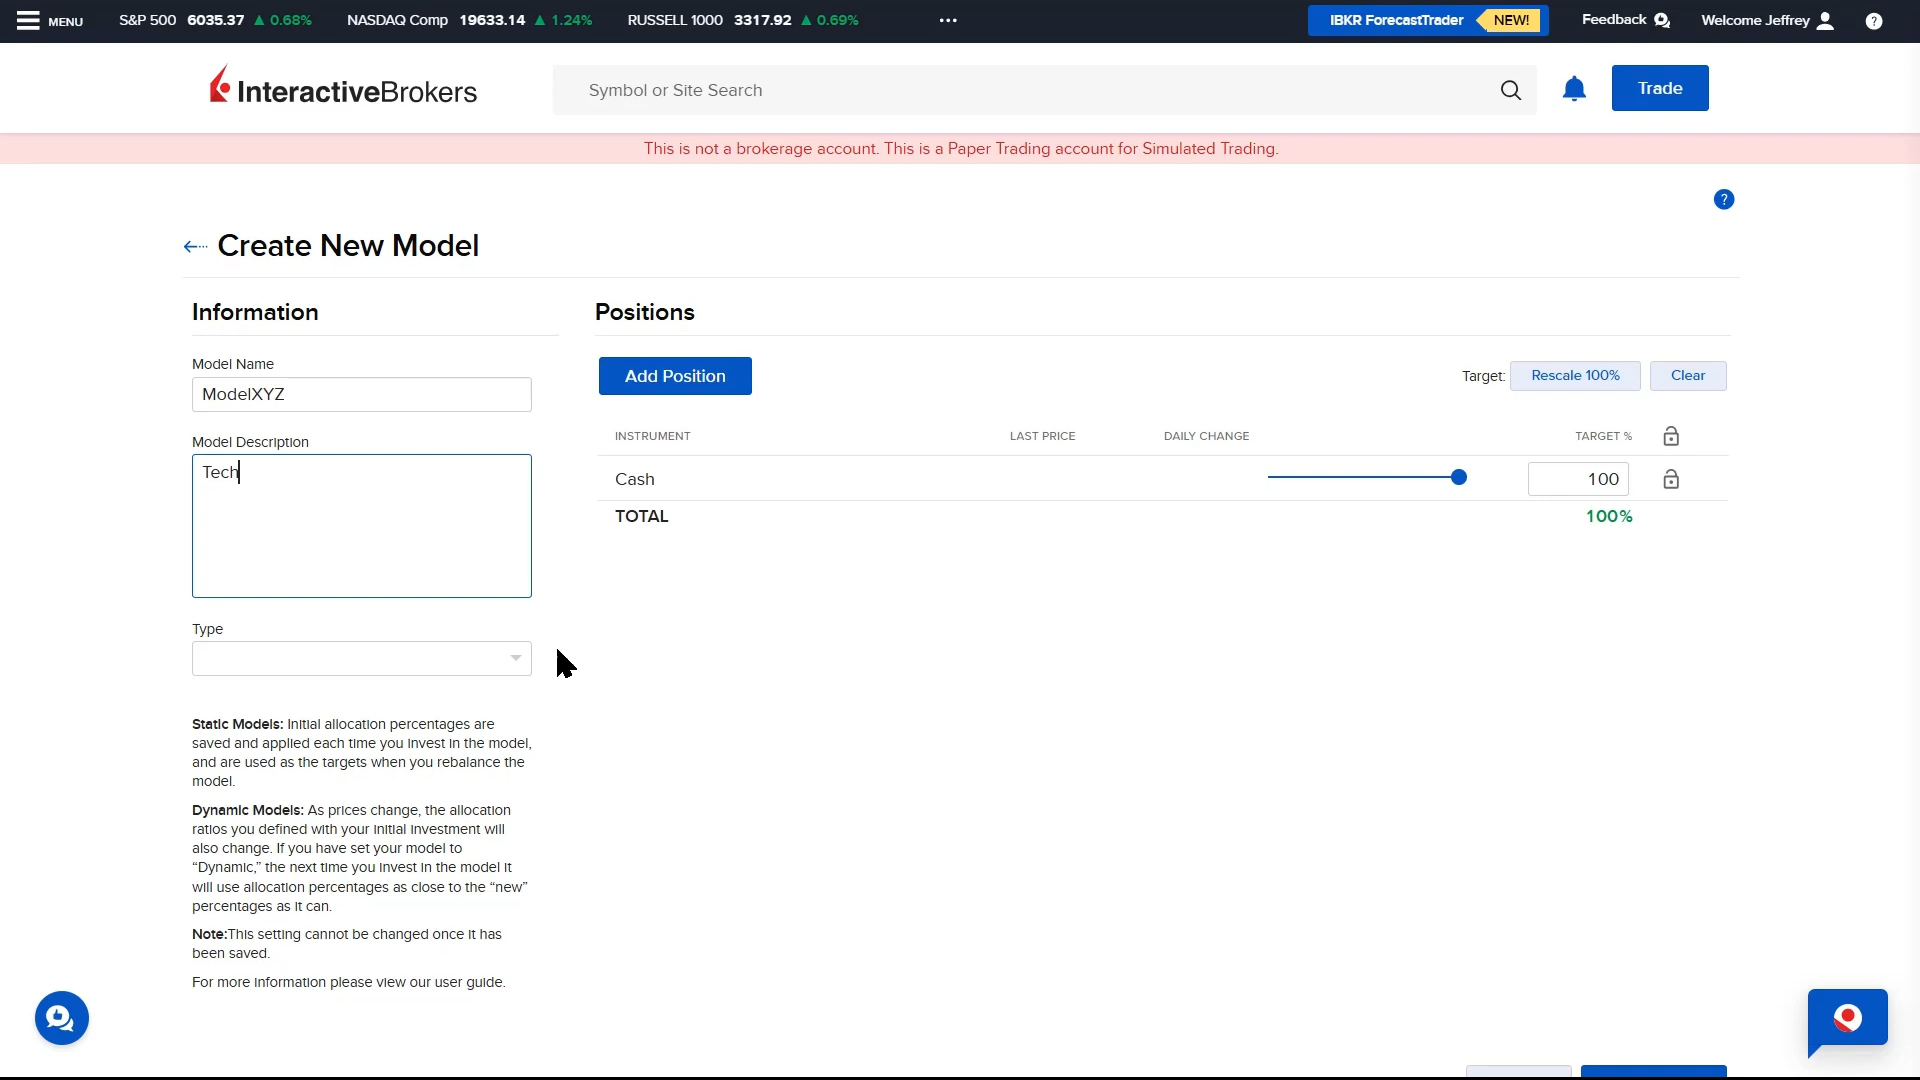 MENU S&P 500 6035.37 ▲ 0.68% NASDAQ Comp 19633.14 ▲ 1.24% RUSSELL 1000 3317.92 ▲ 0.69% ••• IBKR ForecastTrader NEW! Feedback Welcome Jeffrey ?
InteractiveBrokers Symbol or Site Search Trade
This is not a brokerage account. This is a Paper Trading account for Simulated Trading.
?
Create New Model
Information
Model Name
ModelXYZ
Model Description
Tech
Type
Static Models: Initial allocation percentages are
saved and applied each time you invest in the model,
and are used as the targets when you rebalance the
model.
Dynamic Models: As prices change, the allocation
ratios you defined with your initial investment will
also change. If you have set your model to
“Dynamic,” the next time you invest in the model it
will use allocation percentages as close to the “new”
percentages as it can.
Note:This setting cannot be changed once it has
been saved.
For more information please view our user guide.
Positions
Add Position Target: Rescale 100% Clear
INSTRUMENT LAST PRICE DAILY CHANGE TARGET %
Cash 100
TOTAL 100%